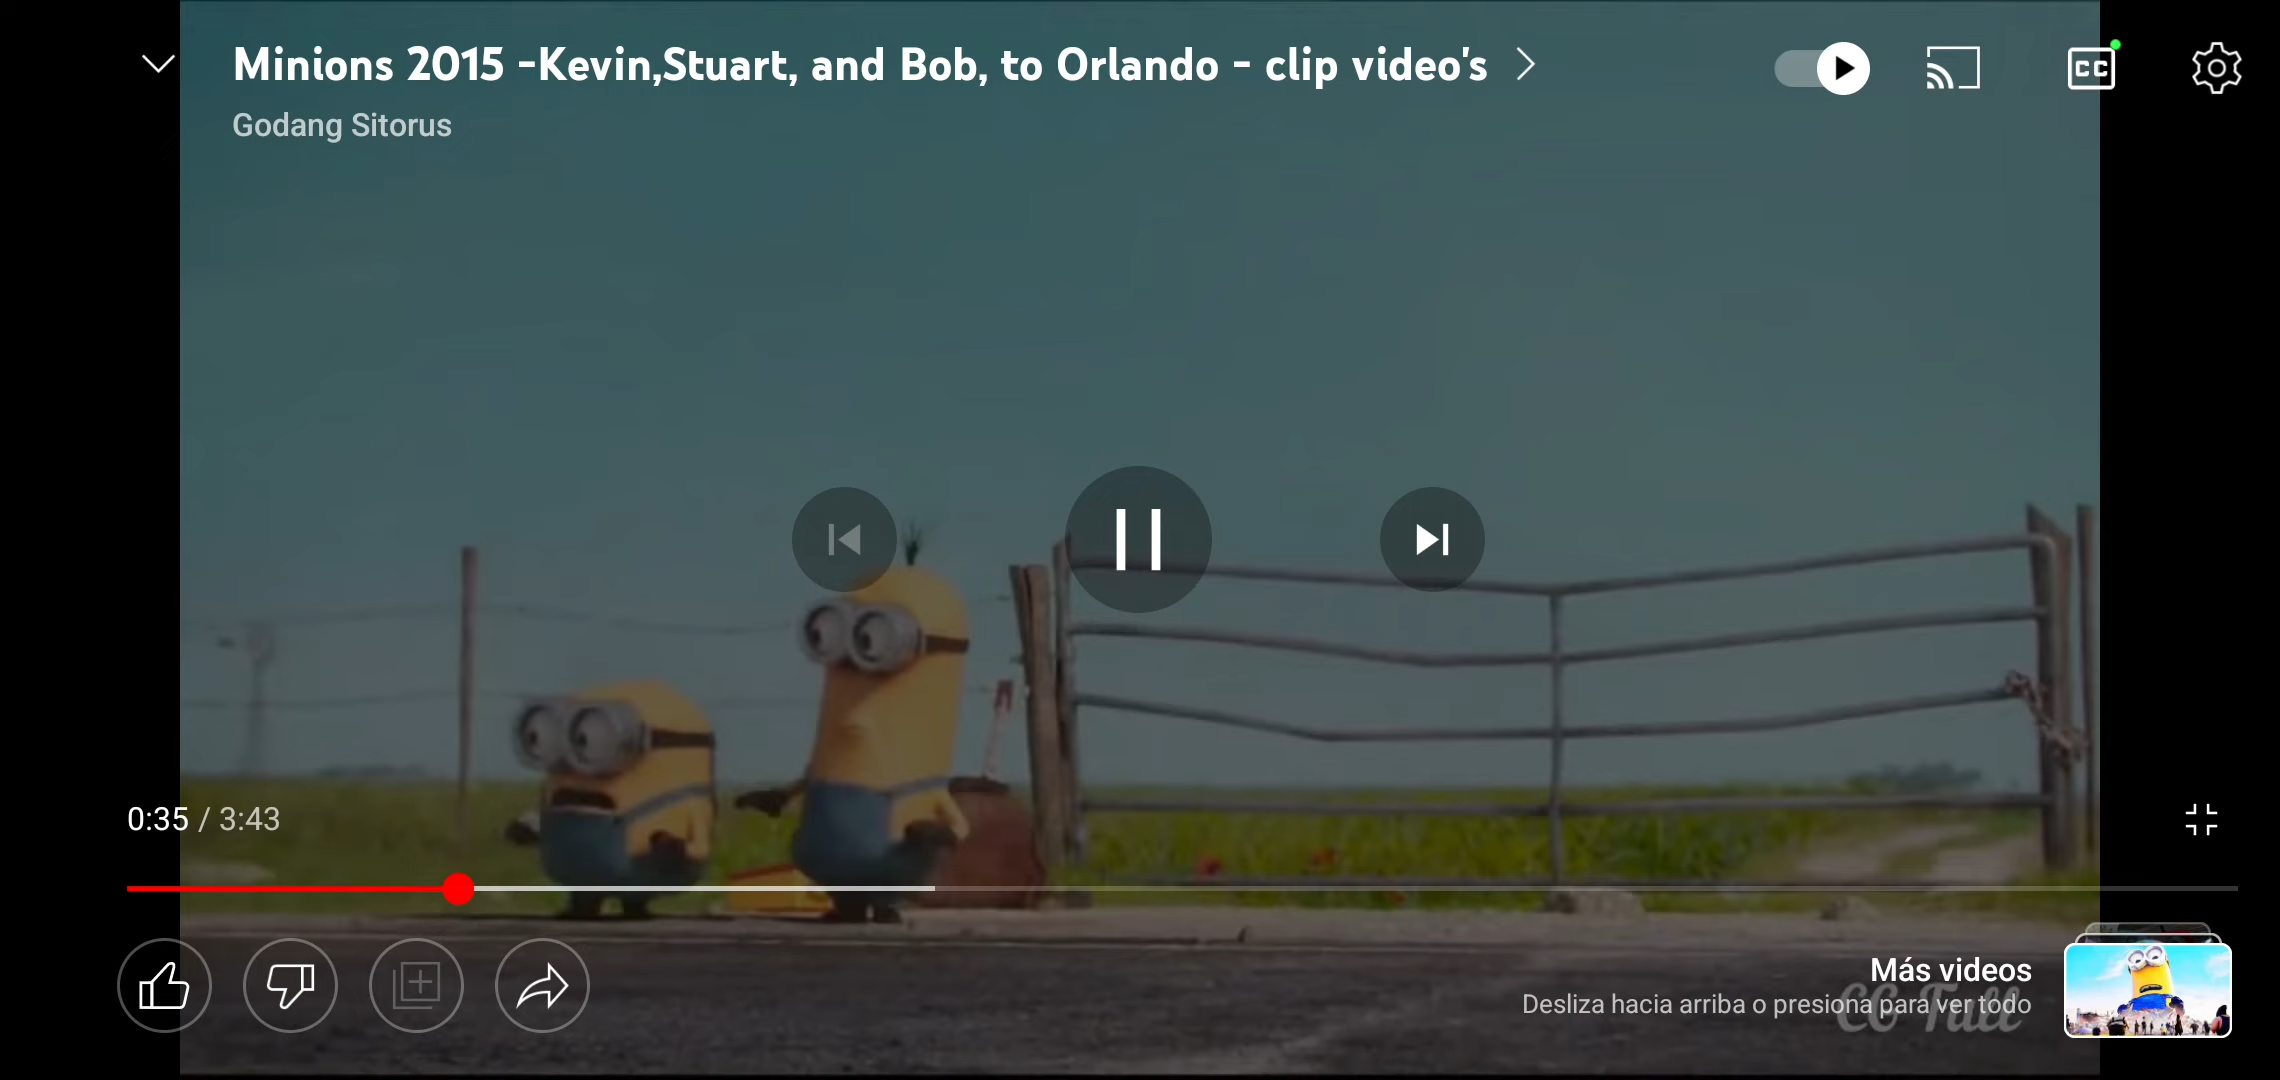 Minions 2015 -Kevin,Stuart, and Bob, to Orlando - clip video's
Godang Sitorus
CC
0:35 / 3:43
Más videos
Desliza hacia arriba o presiona para ver todo